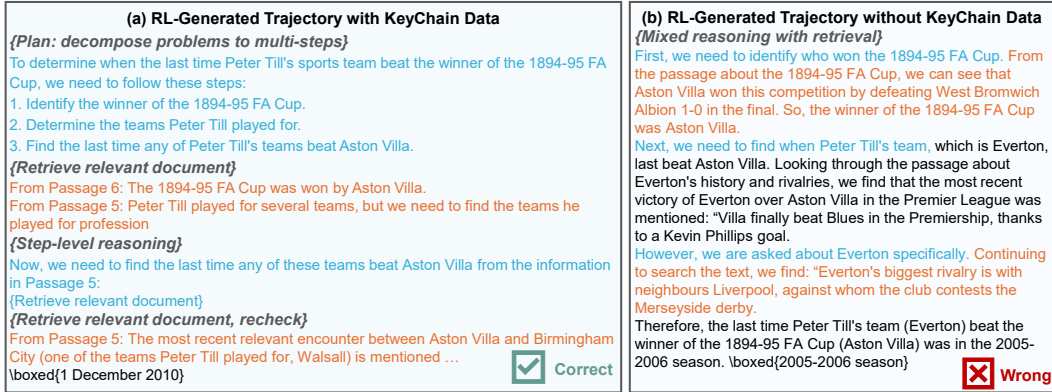 (a) RL-Generated Trajectory with KeyChain Data
{Plan: decompose problems to multi-steps}
To determine when the last time Peter Till's sports team beat the winner of the 1894-95 FA
Cup, we need to follow these steps:
1. Identify the winner of the 1894-95 FA Cup.
2. Determine the teams Peter Till played for.
3. Find the last time any of Peter Till's teams beat Aston Villa.
{Retrieve relevant document}
From Passage 6: The 1894-95 FA Cup was won by Aston Villa.
From Passage 5: Peter Till played for several teams, but we need to find the teams he
played for profession
{Step-level reasoning}
Now, we need to find the last time any of these teams beat Aston Villa from the information
in Passage 5:
{Retrieve relevant document}
{Retrieve relevant document, recheck}
From Passage 5: The most recent relevant encounter between Aston Villa and Birmingham
City (one of the teams Peter Till played for, Walsall) is mentioned …
\boxed{1 December 2010}
Correct
(b) RL-Generated Trajectory without KeyChain Data
{Mixed reasoning with retrieval}
First, we need to identify who won the 1894-95 FA Cup. From
the passage about the 1894-95 FA Cup, we can see that
Aston Villa won this competition by defeating West Bromwich
Albion 1-0 in the final. So, the winner of the 1894-95 FA Cup
was Aston Villa.
Next, we need to find when Peter Till's team, which is Everton,
last beat Aston Villa. Looking through the passage about
Everton's history and rivalries, we find that the most recent
victory of Everton over Aston Villa in the Premier League was
mentioned: “Villa finally beat Blues in the Premiership, thanks
to a Kevin Phillips goal.
However, we are asked about Everton specifically. Continuing
to search the text, we find: “Everton's biggest rivalry is with
neighbours Liverpool, against whom the club contests the
Merseyside derby.
Therefore, the last time Peter Till's team (Everton) beat the
winner of the 1894-95 FA Cup (Aston Villa) was in the 2005-
2006 season. \boxed{2005-2006 season}
Wrong